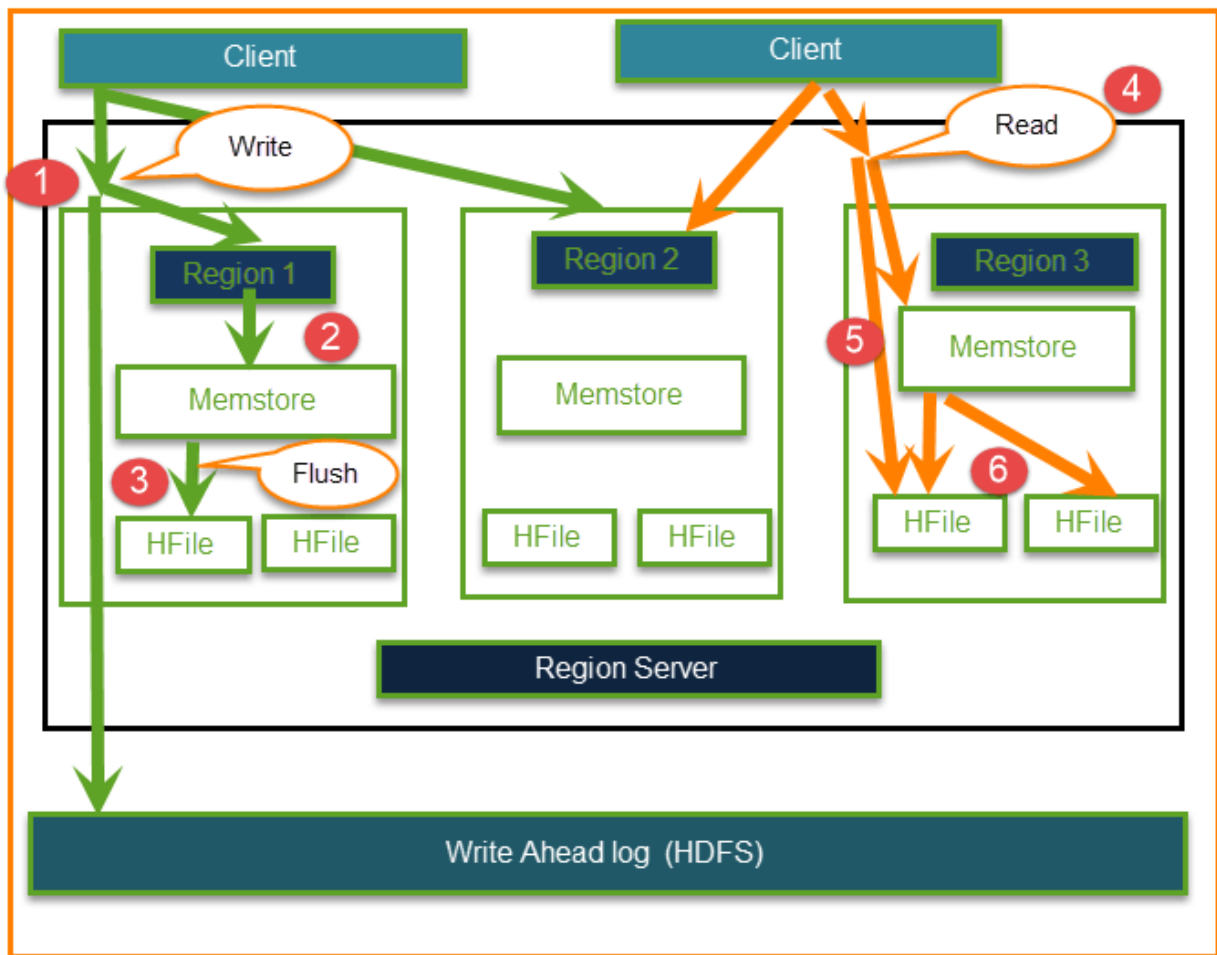 Client
Client
4
Read
Write
1
Region 1
Region 2
Region 3
2
5
Memstore
Memstore
Memstore
3
Flush
6
HFile
HFile
HFile
HFile
HFile
HFile
Region Server
Write Ahead log (HDFS)